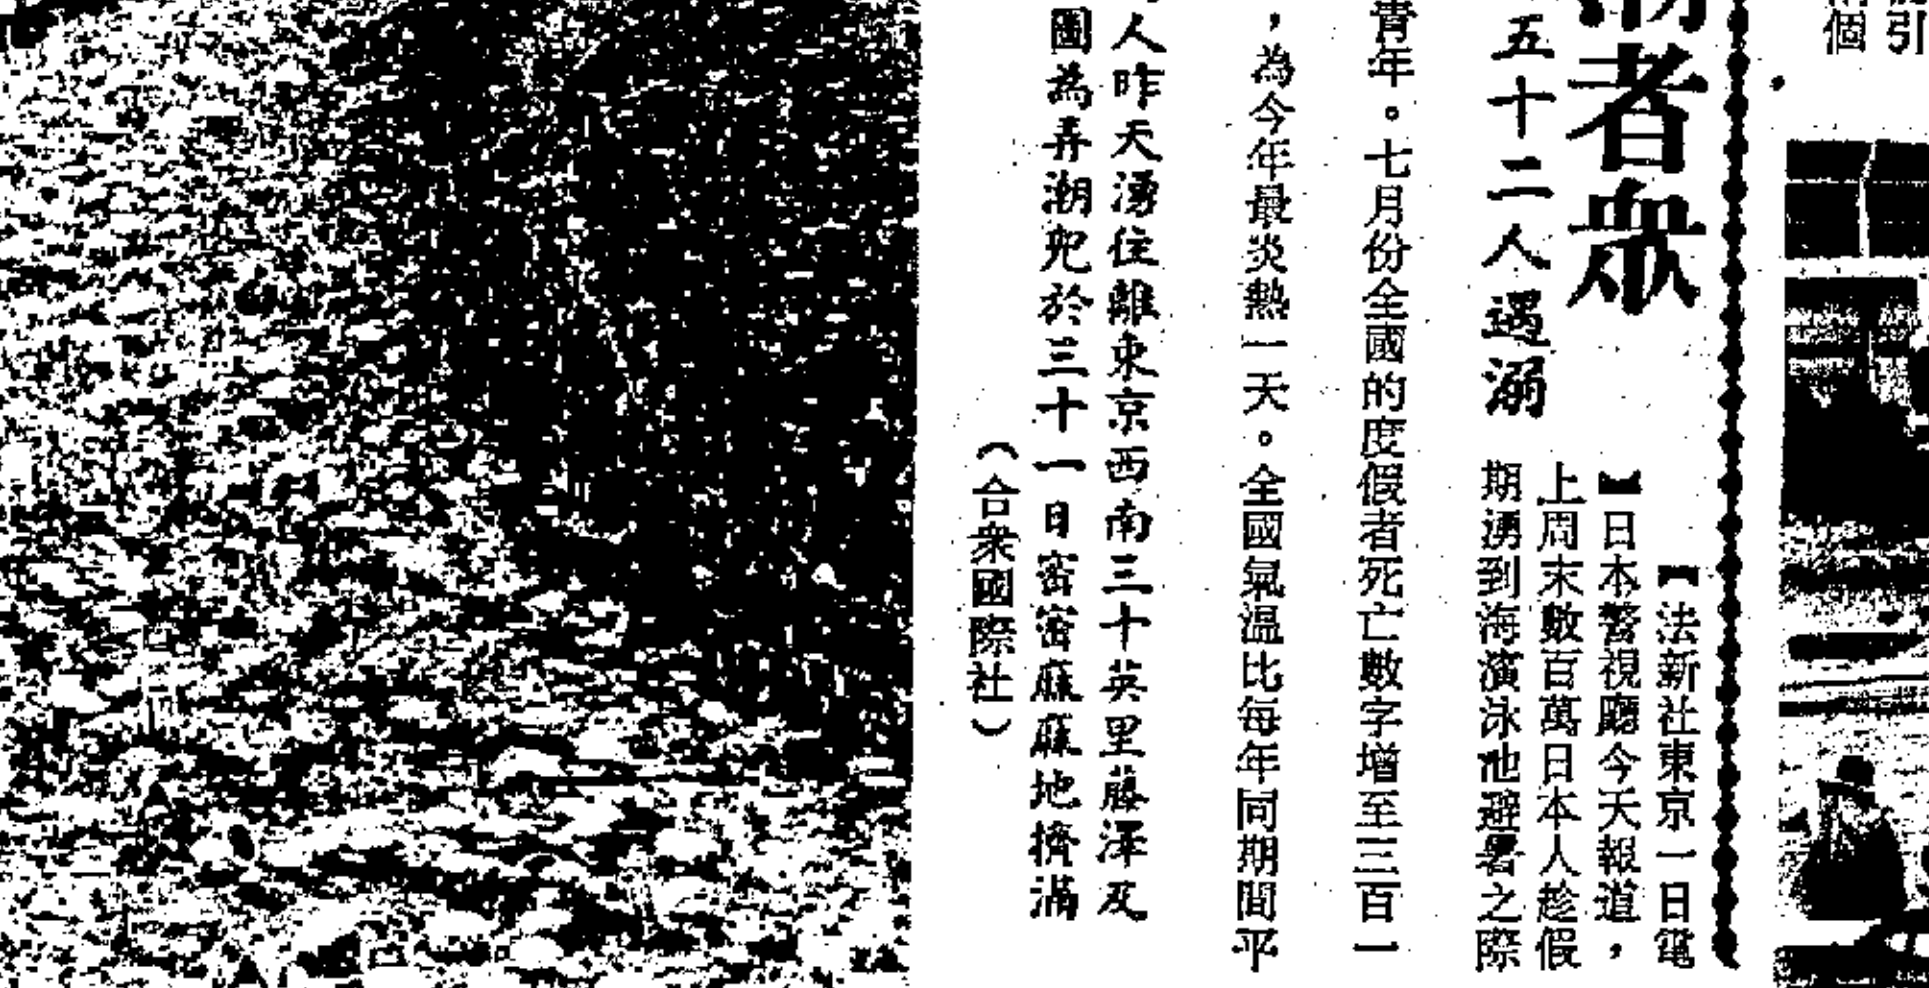 引
個
者眾
五十二人遇溺
【法新社東京一日電
】日本警視廳今天報道，
上周末數百萬日本人趁假
期湧到海濱泳池避暑之際
青年。七月份全國的度假者死亡數字增至三百一
，為今年最炎熱一天。全國氣溫比每年同期間平
人昨天湧住離東京西南三十英里藤澤及
圖為弄潮兒於三十一日密密麻麻地擠滿
（合衆國際社）